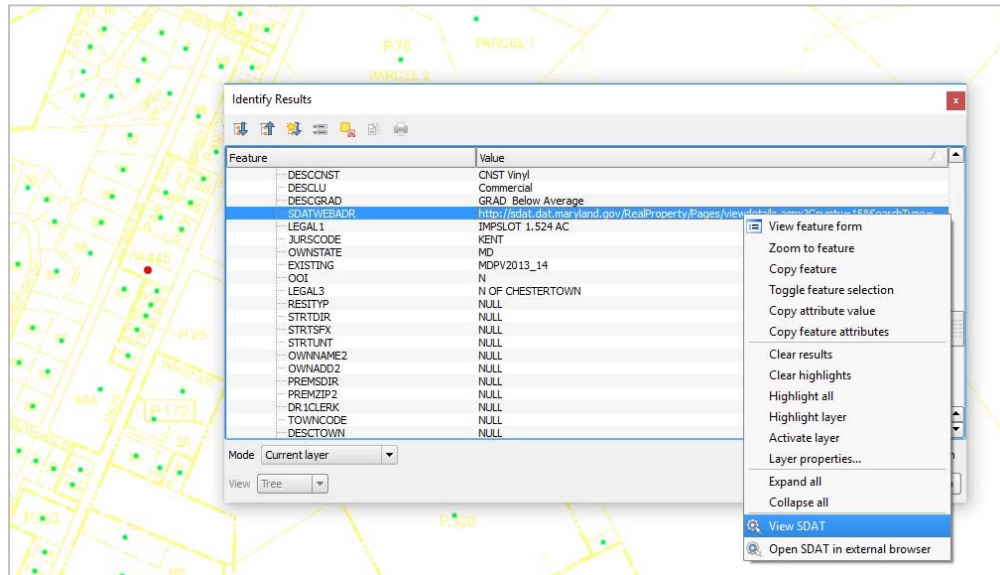 P.76
PARCEL 1
PARCEL 2
Identify Results
Feature Value
DESCCNST CNST Vinyl
DESCLU Commercial
DESCGRAD GRAD Below Average
SDATWEBADR http://sdat.dat.maryland.gov/RealProperty/Pages/viewdetails.aspx?County=15&SearchType=
LEGAL1 IMPSLOT 1.524 AC
JURSCODE KENT
OWNSTATE MD
EXISTING MDPV2013_14
OOI N
LEGAL3 N OF CHESTERTOWN
RESITYP NULL
STRTDIR NULL
STRTSFX NULL
STRTUNT NULL
OWNNAME2 NULL
OWNADD2 NULL
PREMSDIR NULL
PREMZIP2 NULL
DR1CLERK NULL
TOWNCODE NULL
DESCTOWN NULL
Mode Current layer
View Tree
View feature form
Zoom to feature
Copy feature
Toggle feature selection
Copy attribute value
Copy feature attributes
Clear results
Clear highlights
Highlight all
Highlight layer
Activate layer
Layer properties...
Expand all
Collapse all
View SDAT
Open SDAT in external browser
P.25
P.172
P.120